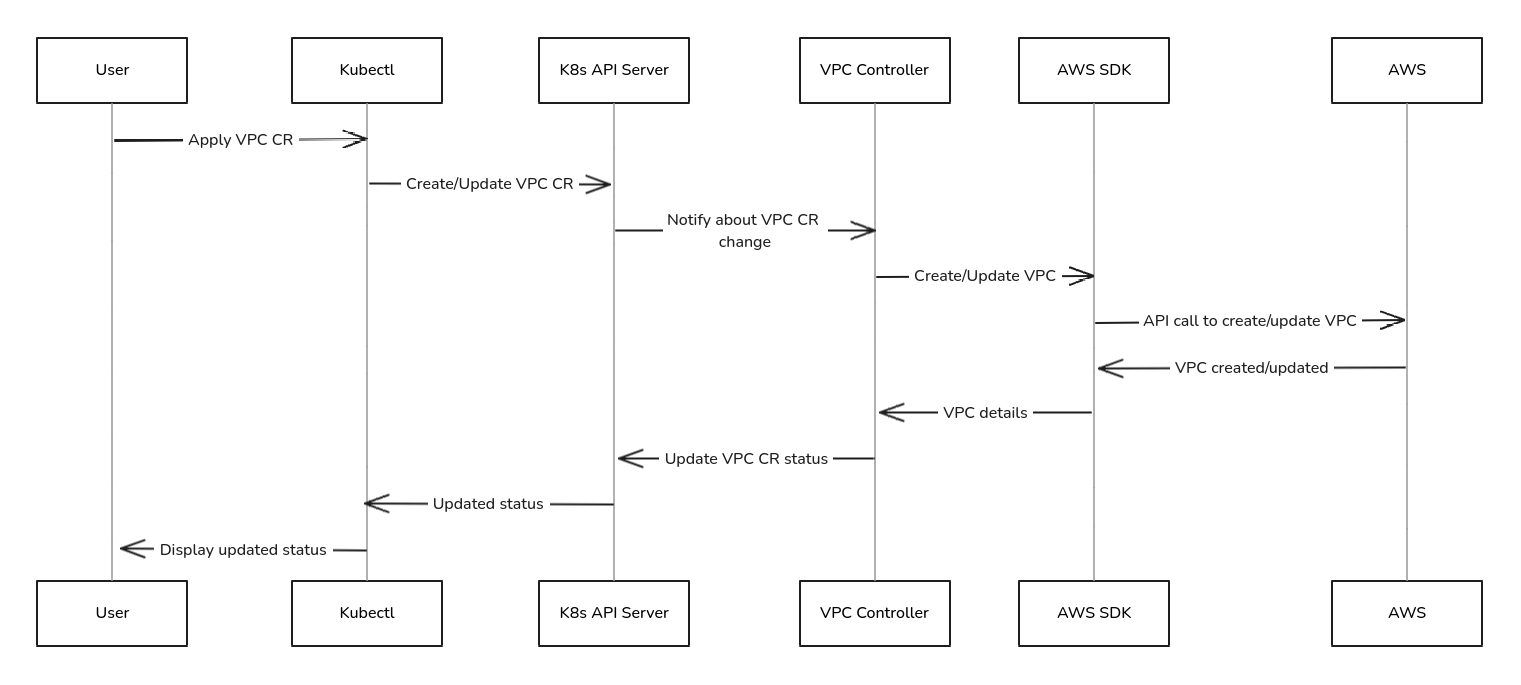 User
Kubectl
K8s API Server
VPC Controller
AWS SDK
AWS
Apply VPC CR
Create/Update VPC CR
Notify about VPC CR
change
Create/Update VPC
API call to create/update VPC
VPC created/updated
VPC details
Update VPC CR status
Updated status
Display updated status
User
Kubectl
K8s API Server
VPC Controller
AWS SDK
AWS